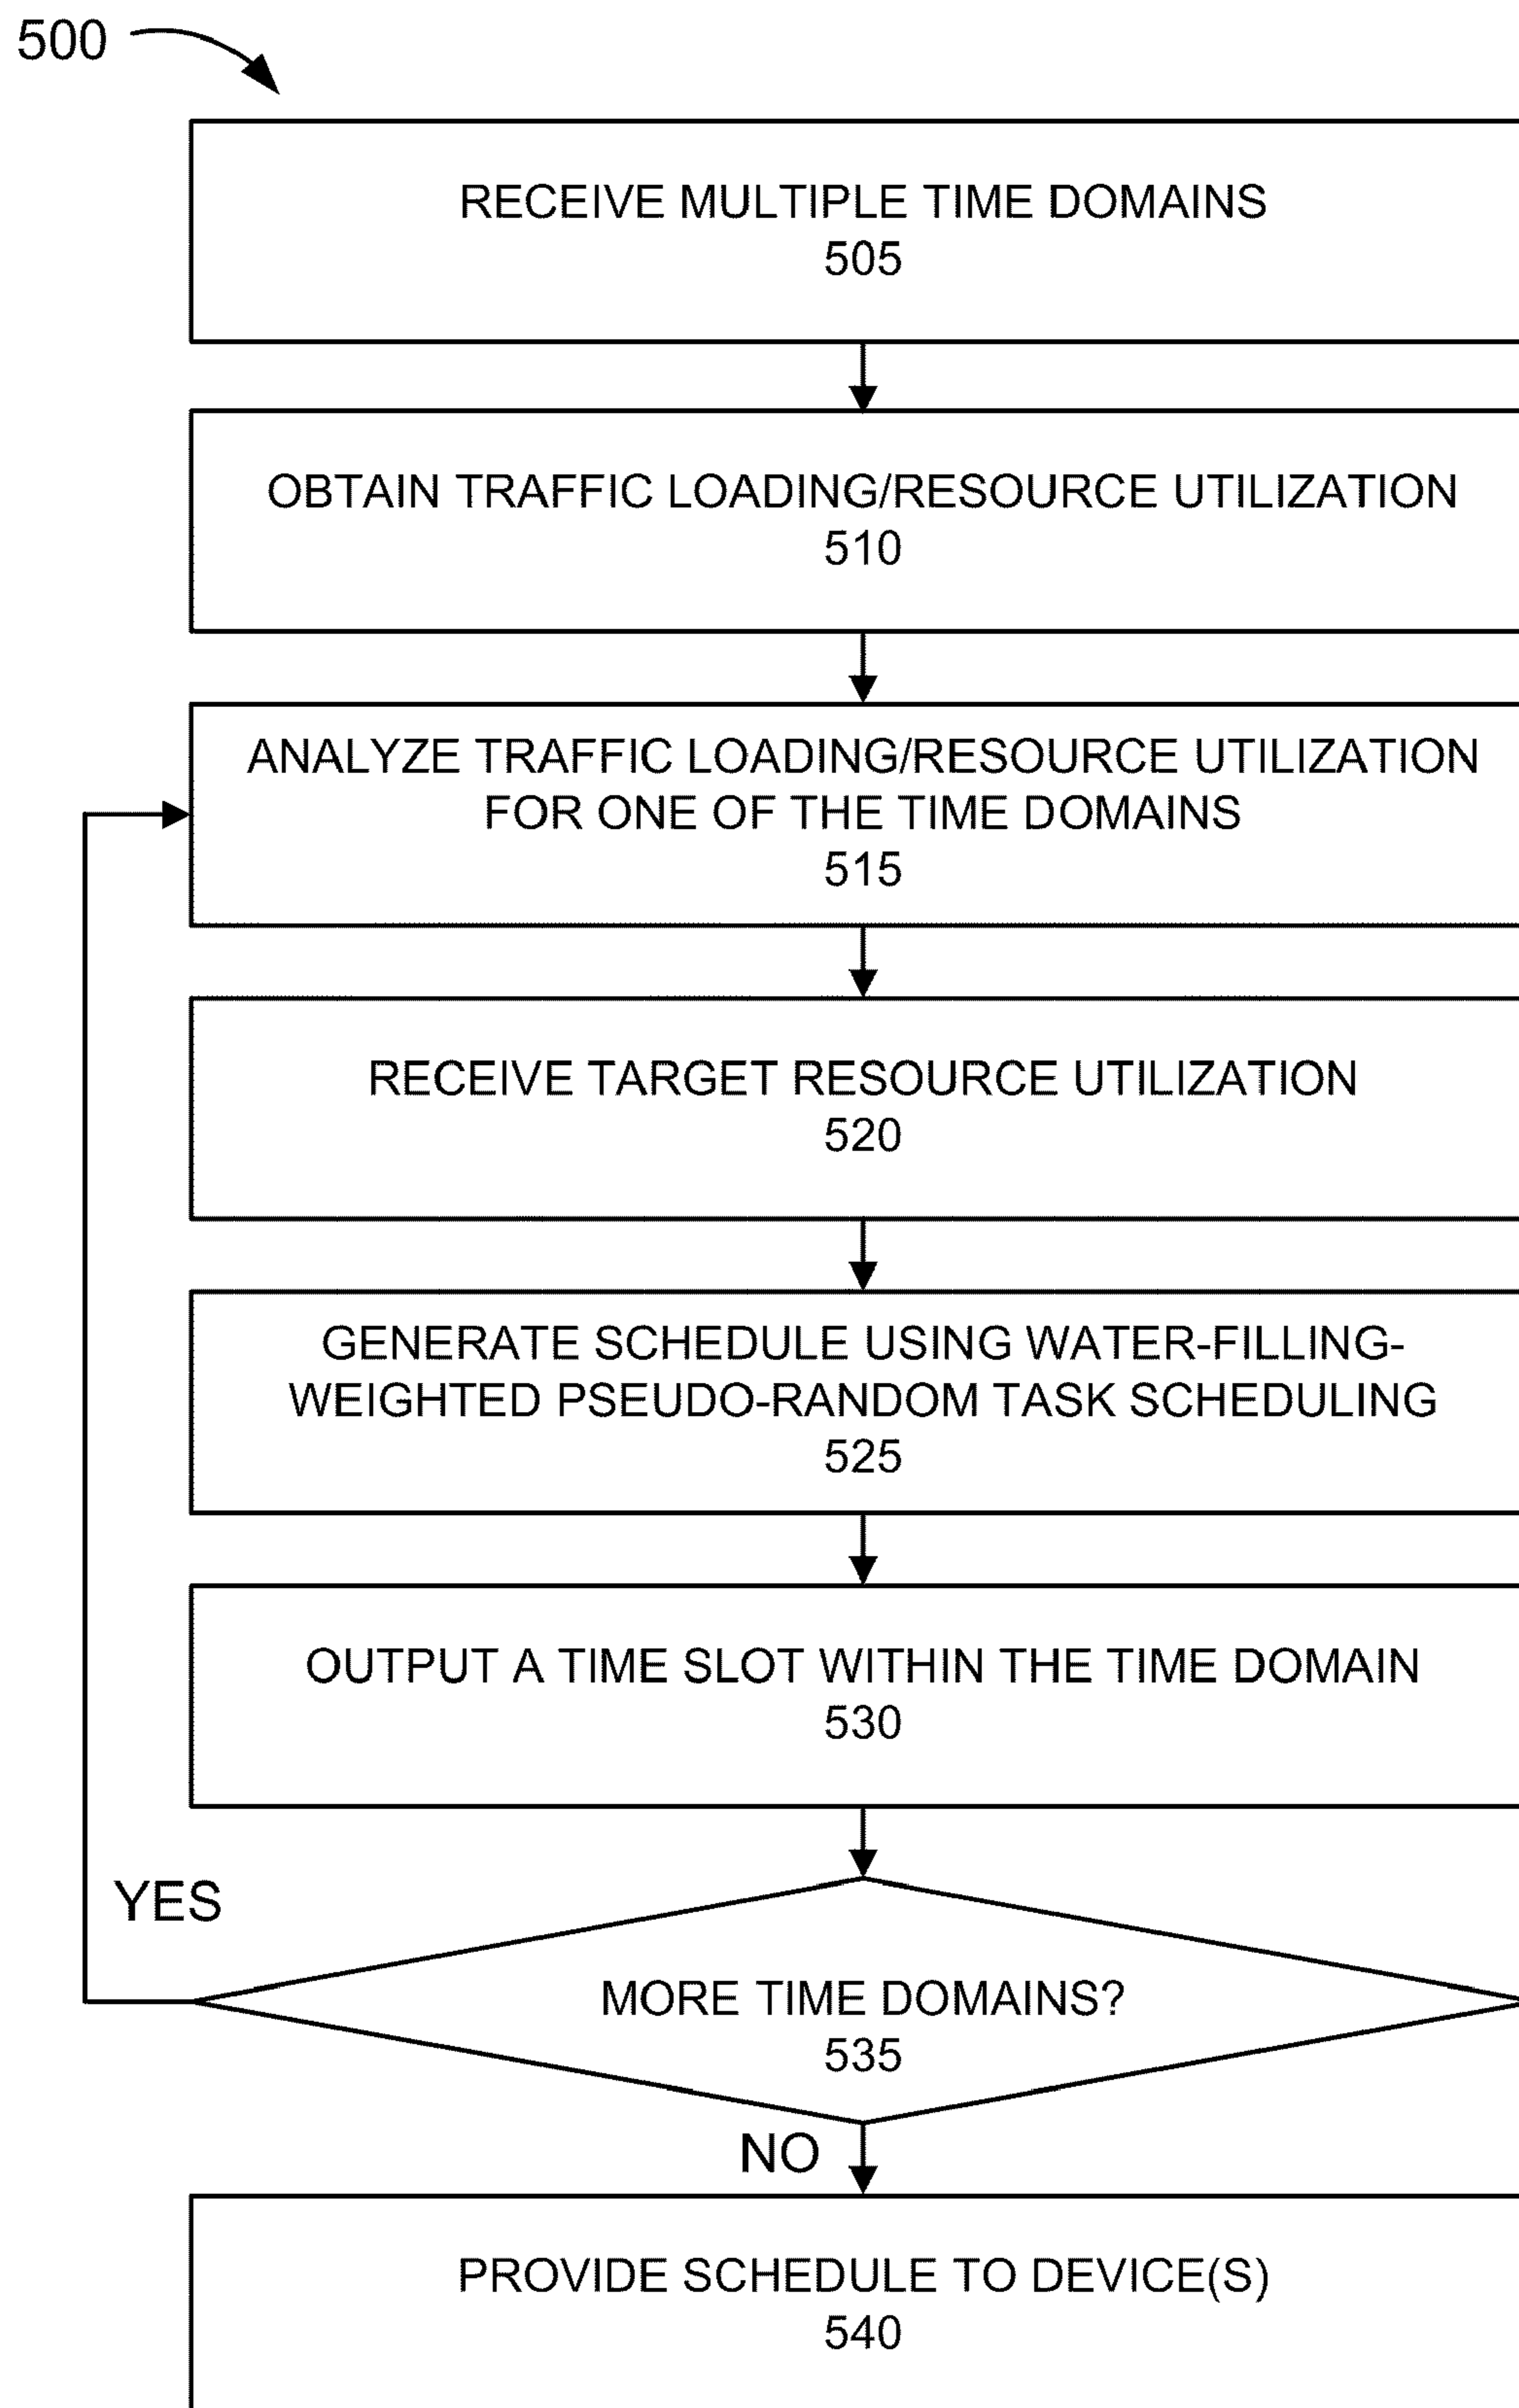 500
RECEIVE MULTIPLE TIME DOMAINS
505
OBTAIN TRAFFIC LOADING/RESOURCE UTILIZATION
510
ANALYZE TRAFFIC LOADING/RESOURCE UTILIZATION
FOR ONE OF THE TIME DOMAINS
515
RECEIVE TARGET RESOURCE UTILIZATION
520
GENERATE SCHEDULE USING WATER-FILLING-
WEIGHTED PSEUDO-RANDOM TASK SCHEDULING
525
OUTPUT A TIME SLOT WITHIN THE TIME DOMAIN
530
YES
MORE TIME DOMAINS?
535
NO
PROVIDE SCHEDULE TO DEVICE(S)
540